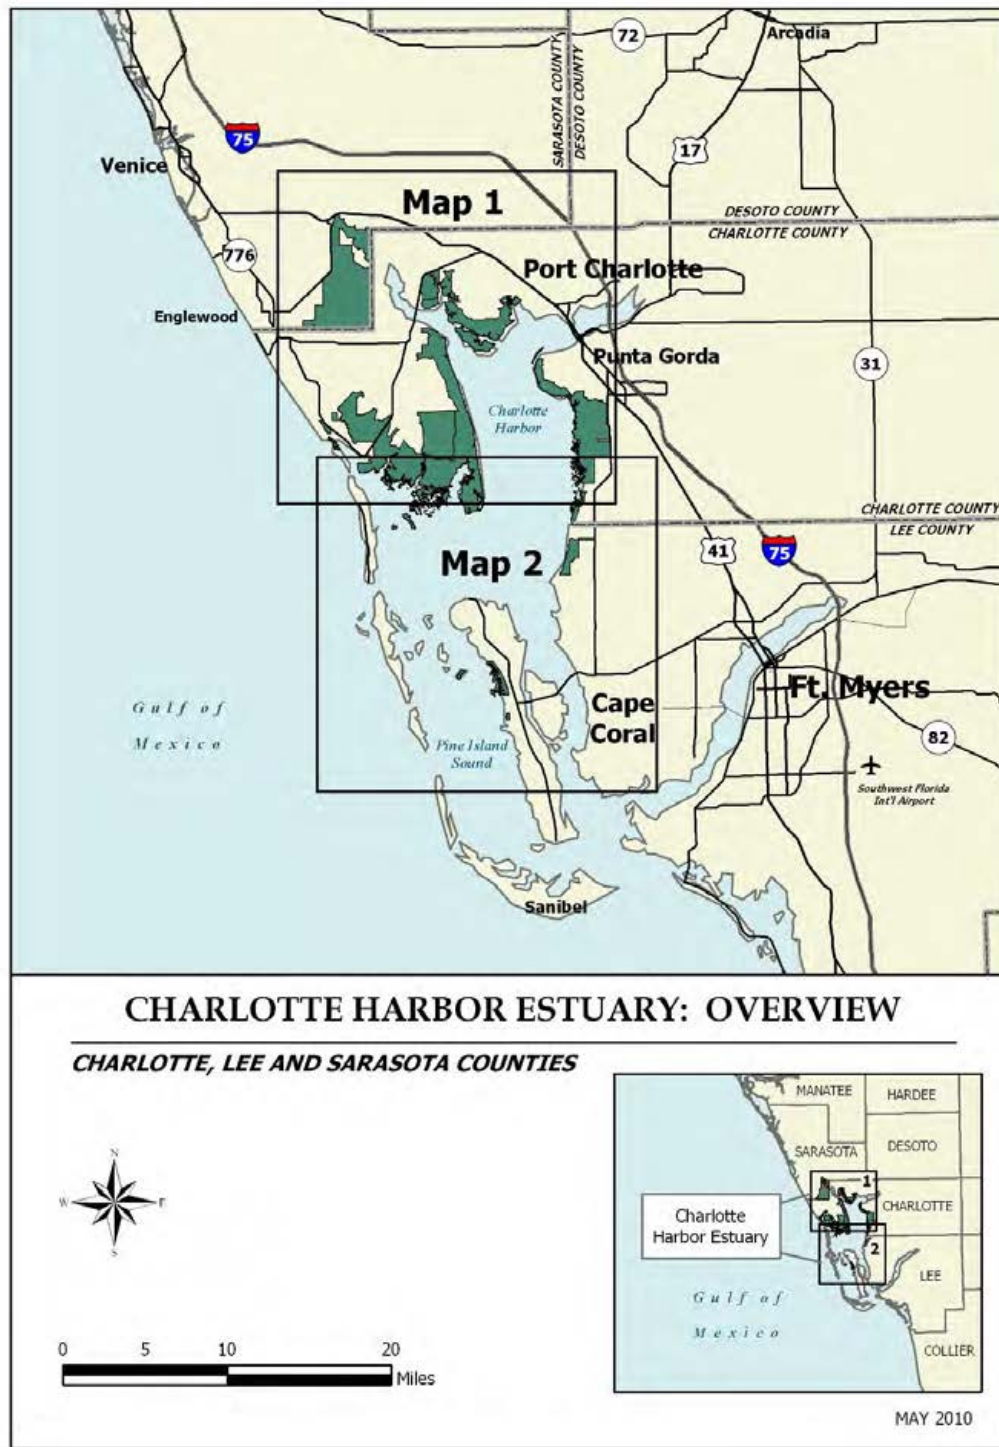 72
Arcadia
SARASOTA COUNTY
DESOTO COUNTY
75
17
Venice
Map 1
DESOTO COUNTY
CHARLOTTE COUNTY
776
Port Charlotte
Englewood
Punta Gorda
31
Charlotte
Harbor
CHARLOTTE COUNTY
LEE COUNTY
Map 2
41
75
Ft. Myers
Cape
Coral
Gulf of
Mexico
82
Pine Island
Sound
Southwest Florida
Int'l Airport
Sanibel
CHARLOTTE HARBOR ESTUARY: OVERVIEW
CHARLOTTE, LEE AND SARASOTA COUNTIES
N
W
E
S
0 5 10 20
Miles
MANATEE
HARDEE
SARASOTA
DESOTO
1
CHARLOTTE
Charlotte
Harbor Estuary
2
LEE
Gulf of
Mexico
COLLIER
MAY 2010